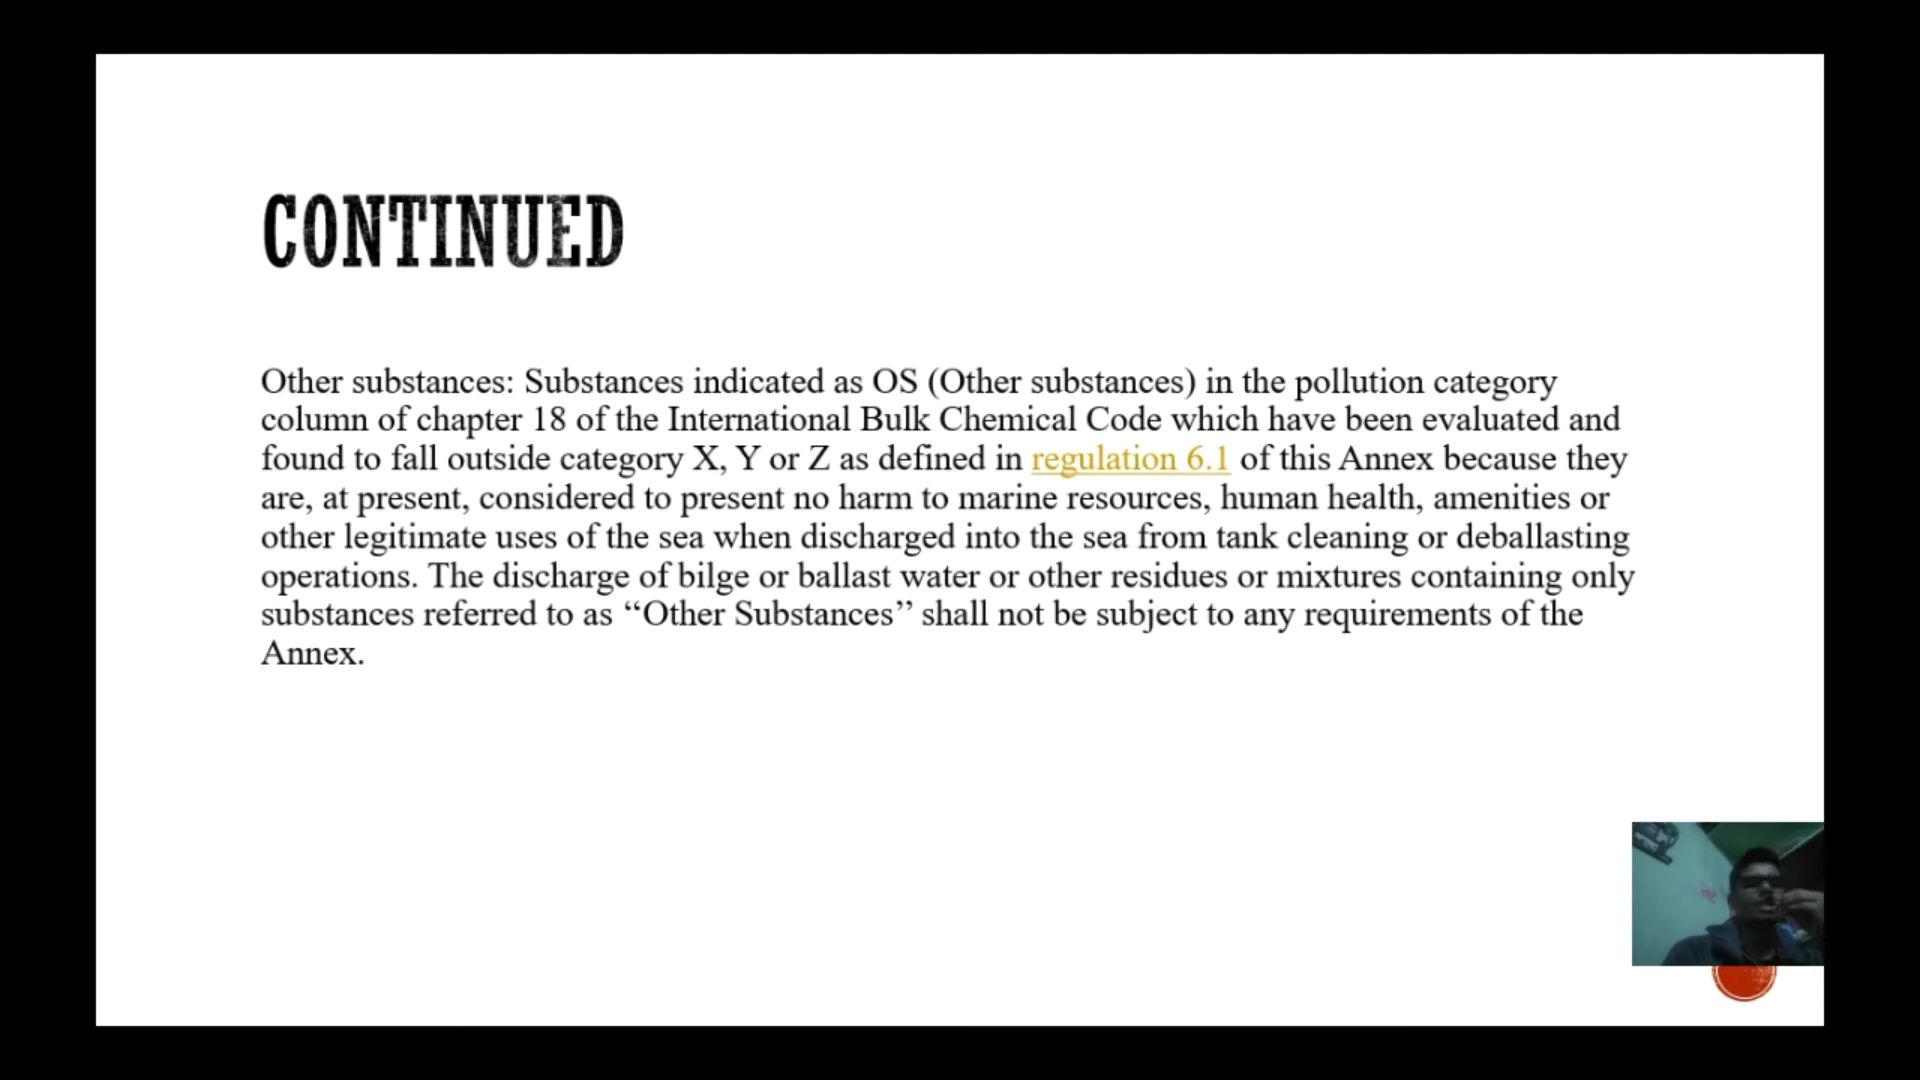 CONTINUED
Other substances: Substances indicated as OS (Other substances) in the pollution category
column of chapter 18 of the International Bulk Chemical Code which have been evaluated and
found to fall outside category X, Y or Z as defined in regulation 6.1 of this Annex because they
are, at present, considered to present no harm to marine resources, human health, amenities or
other legitimate uses of the sea when discharged into the sea from tank cleaning or deballasting
operations. The discharge of bilge or ballast water or other residues or mixtures containing only
substances referred to as ‘‘Other Substances’’ shall not be subject to any requirements of the
Annex.